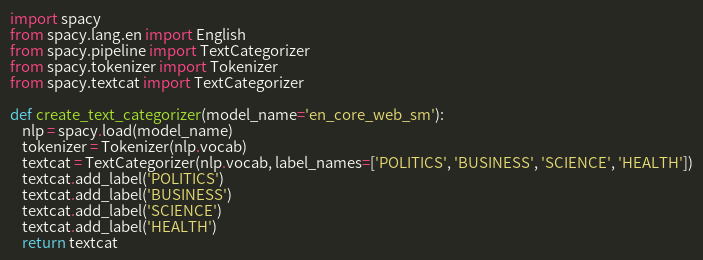 import spacy
from spacy.lang.en import English
from spacy.pipeline import TextCategorizer
from spacy.tokenizer import Tokenizer
from spacy.textcat import TextCategorizer

def create_text_categorizer(model_name='en_core_web_sm'):
    nlp = spacy.load(model_name)
    tokenizer = Tokenizer(nlp.vocab)
    textcat = TextCategorizer(nlp.vocab, label_names=['POLITICS', 'BUSINESS', 'SCIENCE', 'HEALTH'])
    textcat.add_label('POLITICS')
    textcat.add_label('BUSINESS')
    textcat.add_label('SCIENCE')
    textcat.add_label('HEALTH')
    return textcat